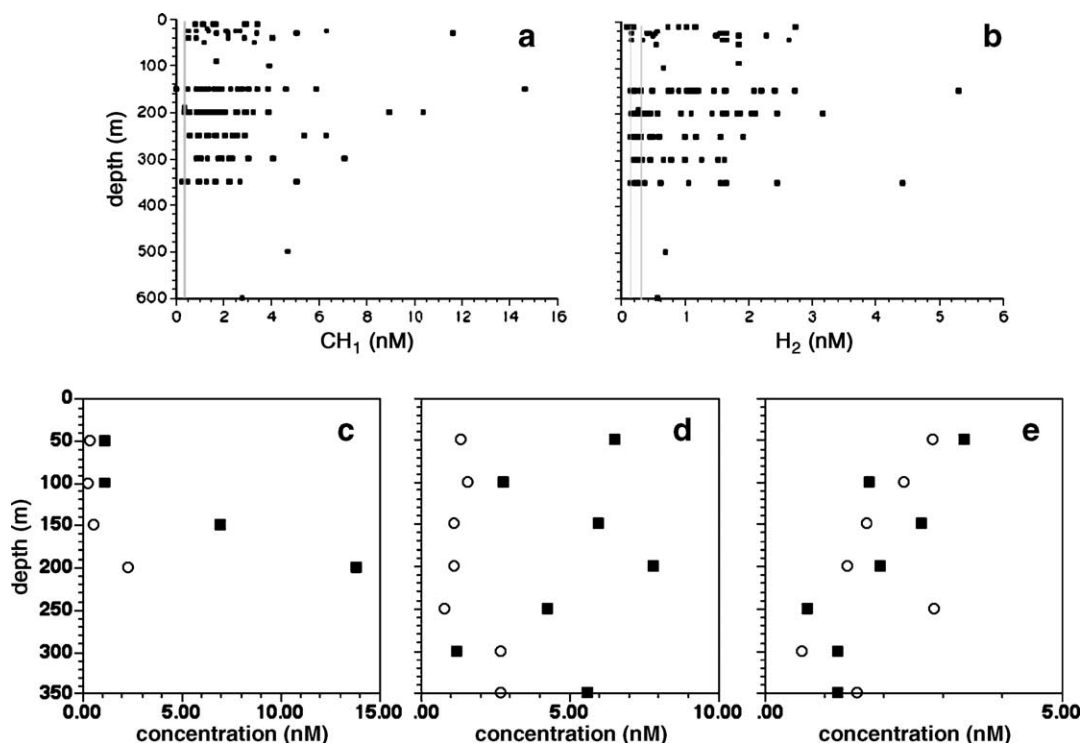 a
b
0
100
200
300
400
500
600
depth (m)
0 2 4 6 8 10 12 14 16
CH₁ (nM)
0 1 2 3 4 5 6
H₂ (nM)
c
d
e
0
50
100
150
200
250
300
350
depth (m)
0.00 5.00 10.00 15.00
concentration (nM)
.00 5.00 10.00
concentration (nM)
.00 5.00
concentration (nM)